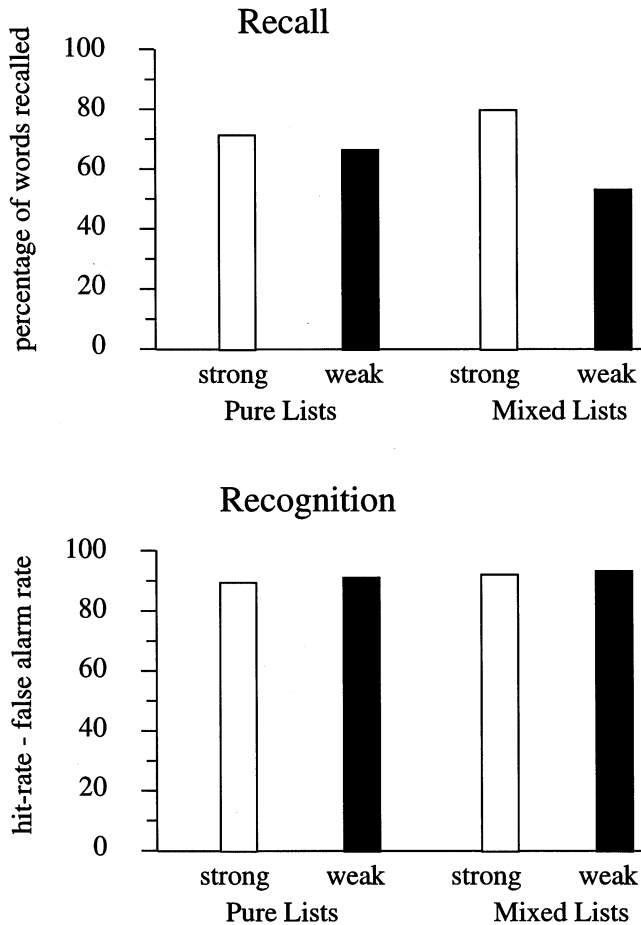 Recall
percentage of words recalled
100
80
60
40
20
0
strong weak strong weak
Pure Lists Mixed Lists
Recognition
hit-rate - false alarm rate
100
80
60
40
20
0
strong weak strong weak
Pure Lists Mixed Lists